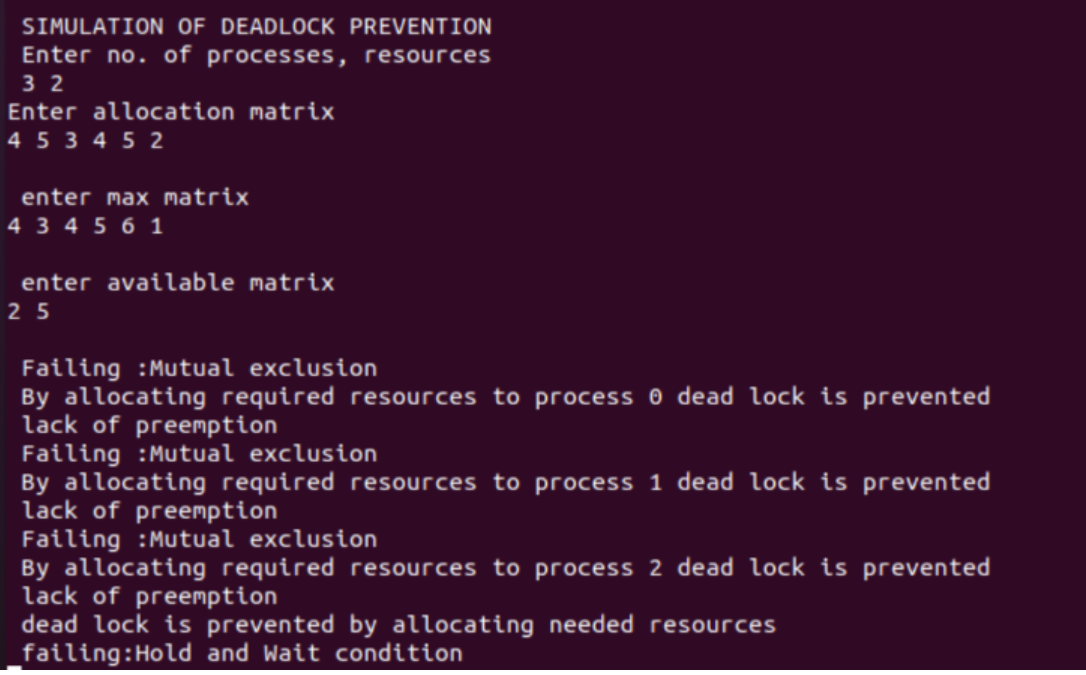 SIMULATION OF DEADLOCK PREVENTION
Enter no. of processes, resources
3 2
Enter allocation matrix
4 5 3 4 5 2
enter max matrix
4 3 4 5 6 1
enter available matrix
2 5
Failing :Mutual exclusion
By allocating required resources to process 0 dead lock is prevented
lack of preemption
Failing :Mutual exclusion
By allocating required resources to process 1 dead lock is prevented
lack of preemption
Failing :Mutual exclusion
By allocating required resources to process 2 dead lock is prevented
lack of preemption
dead lock is prevented by allocating needed resources
failing:Hold and Wait condition